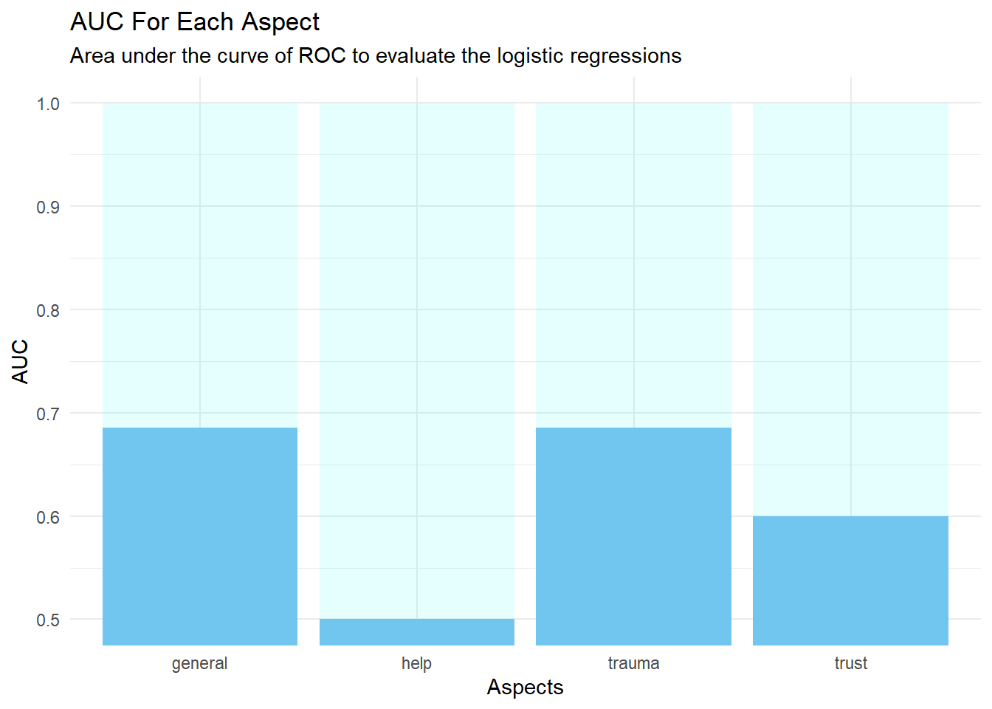 AUC For Each Aspect
Area under the curve of ROC to evaluate the logistic regressions
1.0
0.9
0.8
0.7
0.6
0.5
AUC
general help trauma trust
Aspects